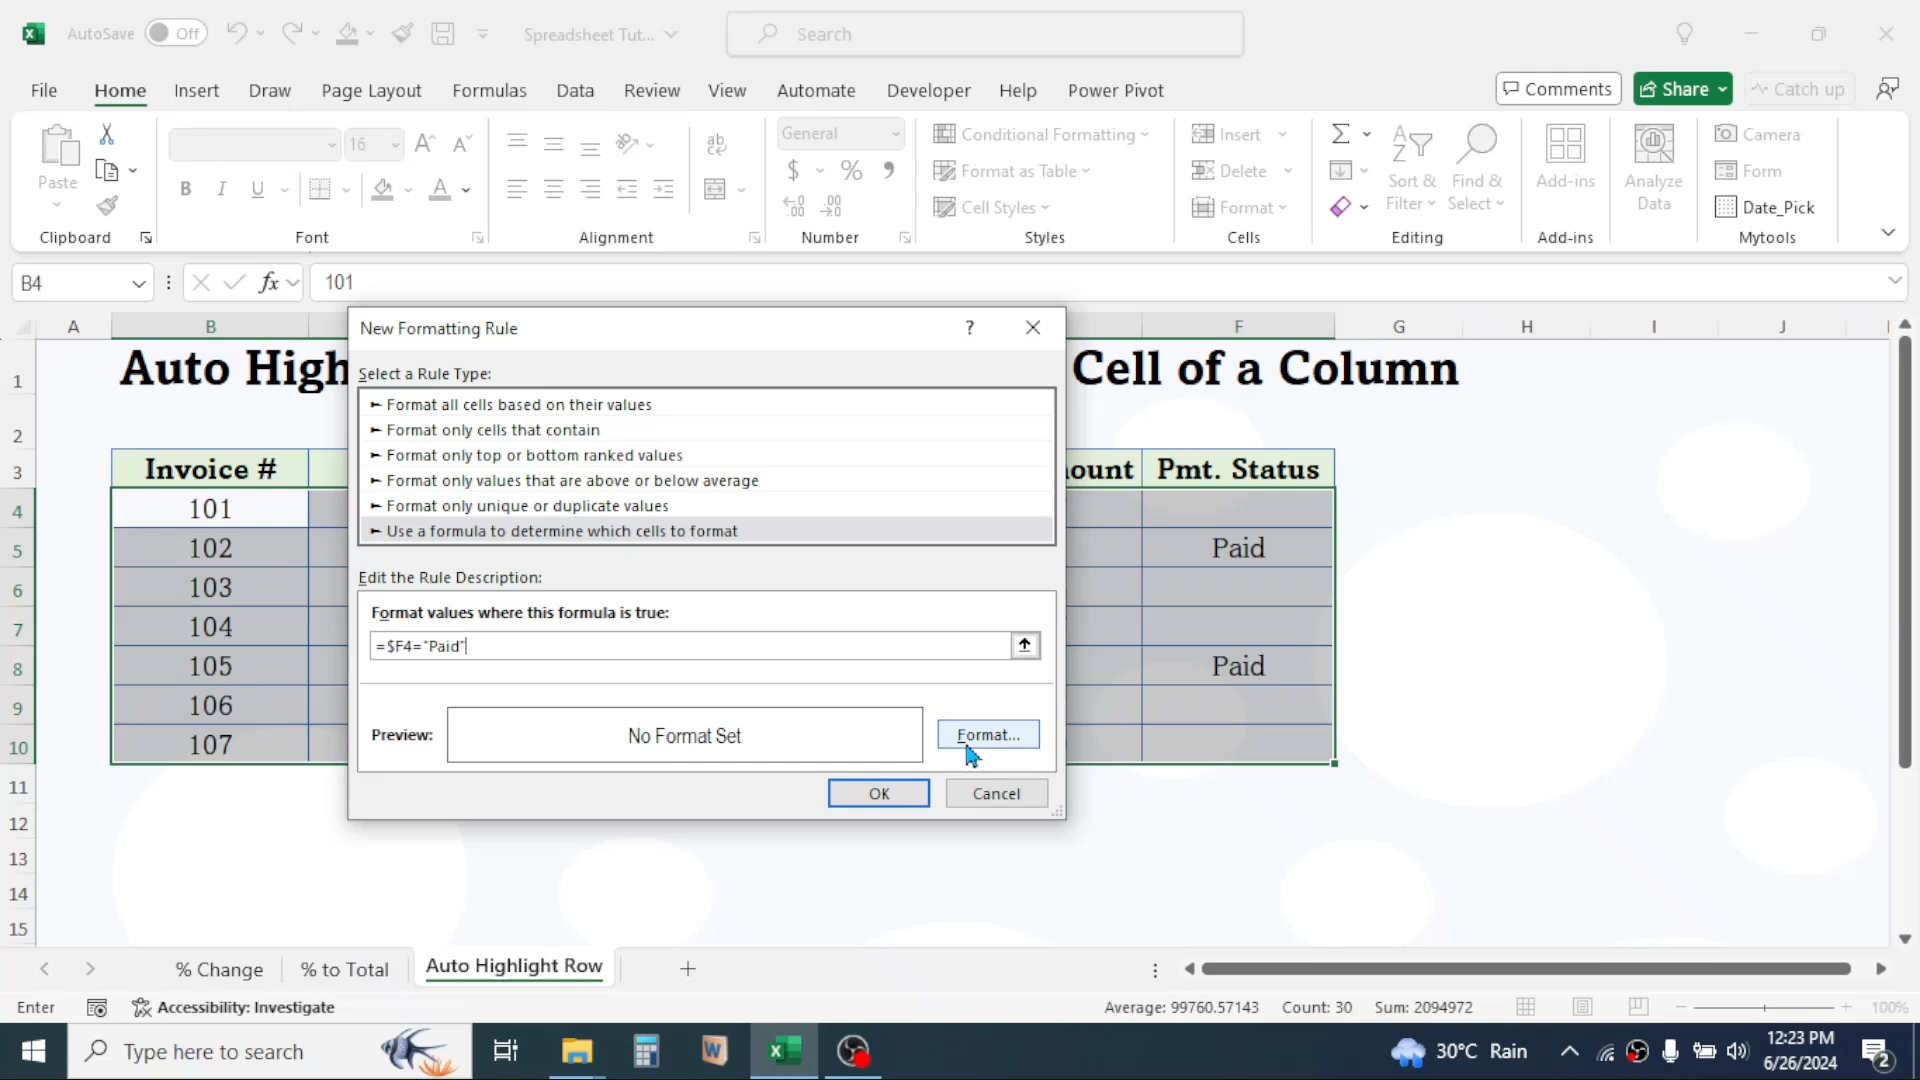 AutoSave Off Spreadsheet Tut... Search
File Home Insert Draw Page Layout Formulas Data Review View Automate Developer Help Power Pivot Comments Share Catch up
Paste 16 General Conditional Formatting Insert Sort & Find & Add-ins Analyze Camera
B I U A $ % , Format as Table Delete Filter Select Data Form
Cell Styles Format Date_Pick
Clipboard Font Alignment Number Styles Cells Editing Add-ins Mytools
B4 fx 101
A B F G H I J
1 Auto High Cell of a Column
2
3 Invoice # ount Pmt. Status
4 101
5 102 Paid
6 103
7 104
8 105 Paid
9 106
10 107
11
12
13
14
15
New Formatting Rule ?
Select a Rule Type:
► Format all cells based on their values
► Format only cells that contain
► Format only top or bottom ranked values
► Format only values that are above or below average
► Format only unique or duplicate values
► Use a formula to determine which cells to format
Edit the Rule Description:
Format values where this formula is true:
=$F4="Paid"
Preview: No Format Set Format...
OK Cancel
% Change % to Total Auto Highlight Row +
Enter Accessibility: Investigate Average: 99760.57143 Count: 30 Sum: 2094972 100%
Type here to search 30°C Rain 12:23 PM
6/26/2024 2